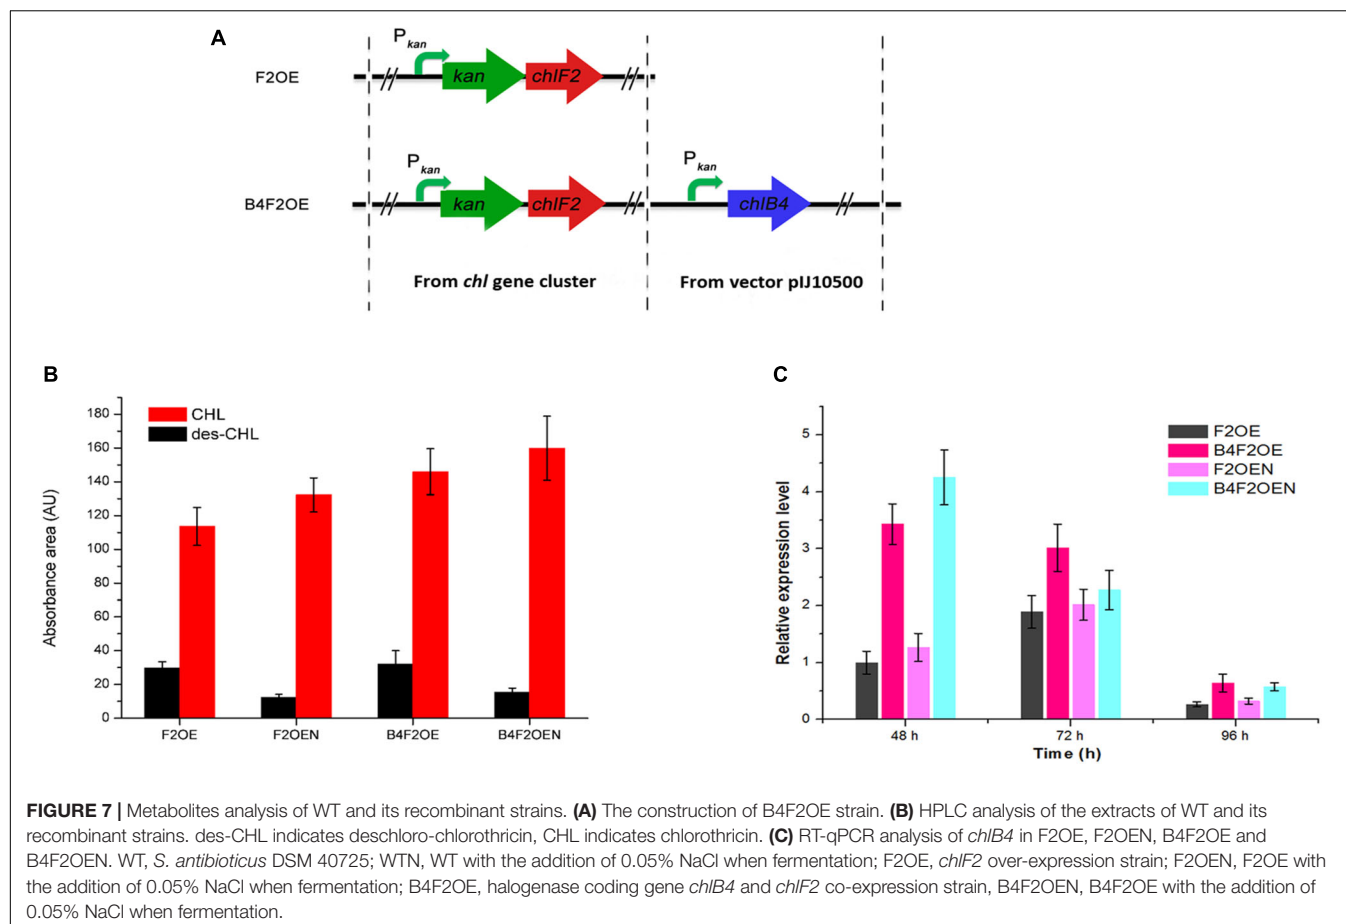 A
F2OE
P kan
kan
chlF2
B4F2OE
P kan
kan
chlF2
P kan
chlB4
From chl gene cluster
From vector pIJ10500
B
CHL
des-CHL
Absorbance area (AU)
180
160
140
120
100
80
60
40
20
0
F2OE
F2OEN
B4F2OE
B4F2OEN
C
F2OE
B4F2OE
F2OEN
B4F2OEN
Relative expression level
5
4
3
2
1
0
48 h
72 h
96 h
Time (h)
FIGURE 7 | Metabolites analysis of WT and its recombinant strains. (A) The construction of B4F2OE strain. (B) HPLC analysis of the extracts of WT and its
recombinant strains. des-CHL indicates deschloro-chlorothricin, CHL indicates chlorothricin. (C) RT-qPCR analysis of chlB4 in F2OE, F2OEN, B4F2OE and
B4F2OEN. WT, S. antibioticus DSM 40725; WTN, WT with the addition of 0.05% NaCl when fermentation; F2OE, chlF2 over-expression strain; F2OEN, F2OE with
the addition of 0.05% NaCl when fermentation; B4F2OE, halogenase coding gene chlB4 and chlF2 co-expression strain, B4F2OEN, B4F2OE with the addition of
0.05% NaCl when fermentation.